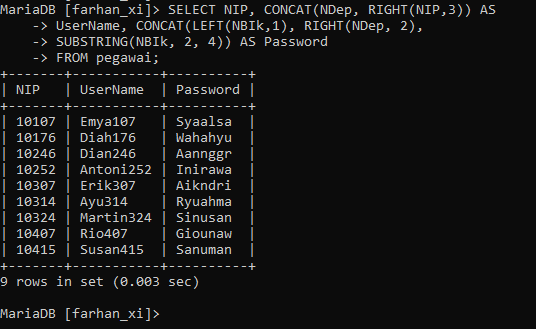 MariaDB [farhan_xi]> SELECT NIP, CONCAT(NDep, RIGHT(NIP,3)) AS
    -> UserName, CONCAT(LEFT(NBlk,1), RIGHT(NDep, 2),
    -> SUBSTRING(NBlk, 2, 4)) AS Password
    -> FROM pegawai;
+-------+-----------+----------+
| NIP   | UserName  | Password |
+-------+-----------+----------+
| 10107 | Emya107   | Syaalsa  |
| 10176 | Diah176   | Wahahyu  |
| 10246 | Dian246   | Aannggr  |
| 10252 | Antoni252 | Inirawa  |
| 10307 | Erik307   | Aikndri  |
| 10314 | Ayu314    | Ryuahma  |
| 10324 | Martin324 | Sinusan  |
| 10407 | Rio407    | Giounaw  |
| 10415 | Susan415  | Sanuman  |
+-------+-----------+----------+
9 rows in set (0.003 sec)
MariaDB [farhan_xi]>